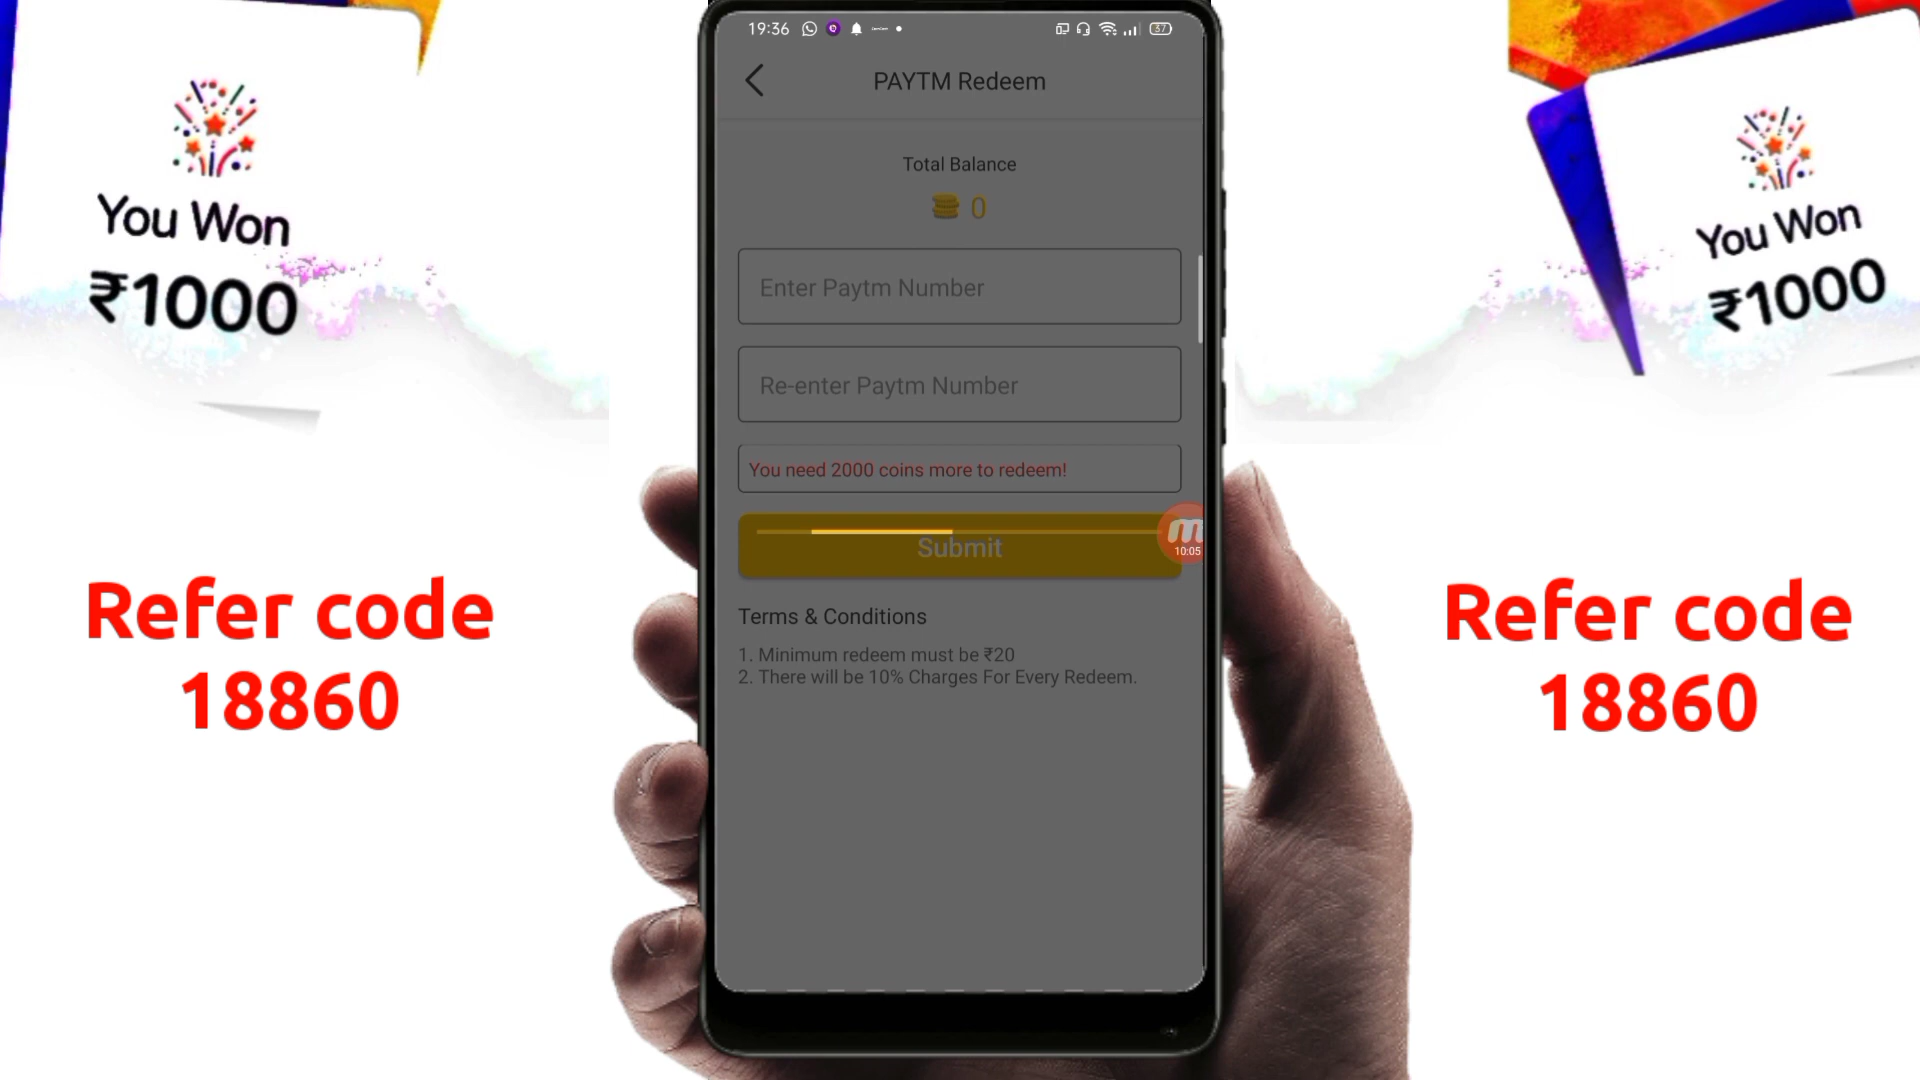 You Won
₹1000
Refer code
18860
19:36
37
PAYTM Redeem
Total Balance
0
Enter Paytm Number
Re-enter Paytm Number
You need 2000 coins more to redeem!
Submit
m
10:05
Terms & Conditions
1. Minimum redeem must be ₹20
2. There will be 10% Charges For Every Redeem.
You Won
₹1000
Refer code
18860